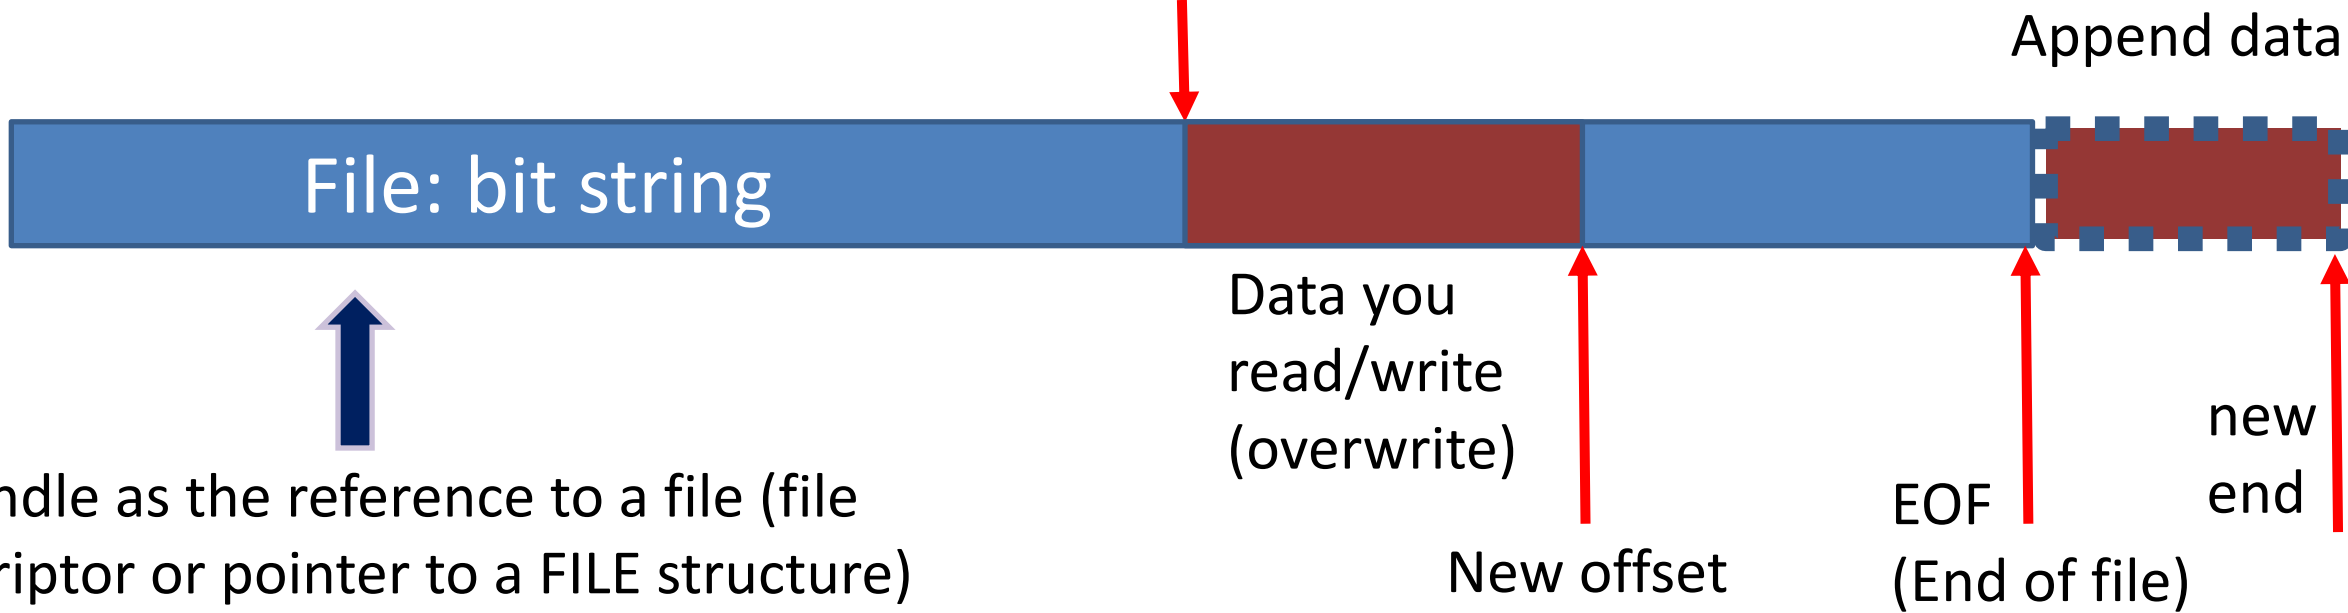 Append data
File: bit string
Data you
read/write
(overwrite)
new
end
ndle as the reference to a file (file
riptor or pointer to a FILE structure)
New offset
EOF
(End of file)